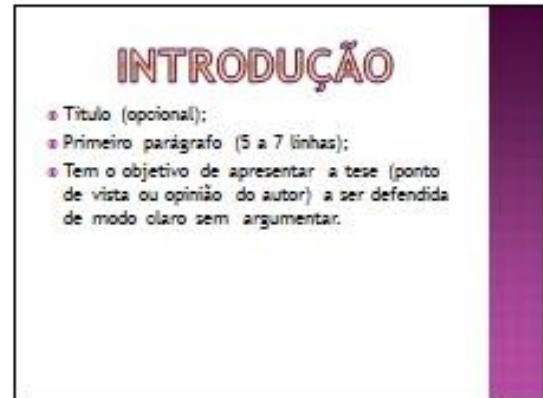 INTRODUÇÃO
Título (opcional);
Primeiro parágrafo (5 a 7 linhas);
Tem o objetivo de apresentar a tese (ponto
de vista ou opinião do autor) a ser defendida
de modo claro sem argumentar.